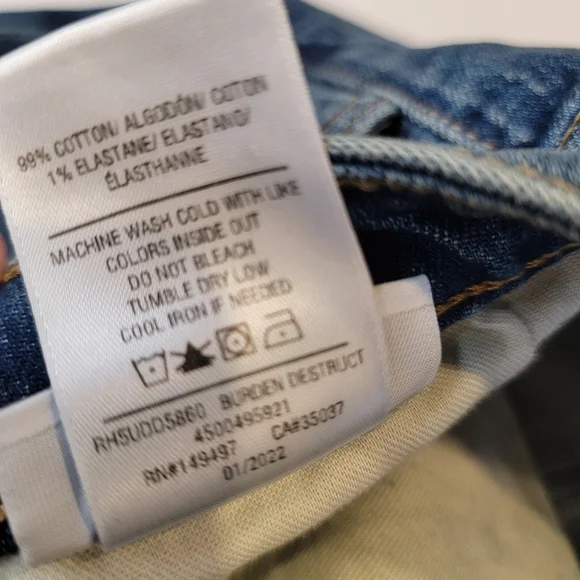 99% COTTON/ ALGODÓN/ COTON
1% ELASTANE/ ELASTANO/
ÉLASTHANNE
MACHINE WASH COLD WITH LIKE
COLORS INSIDE OUT
DO NOT BLEACH
TUMBLE DRY LOW
COOL IRON IF NEEDED
RH5UDD5860 BURDEN DESTRUCT
4500495921
RN#149497 CA#35037
01/2022